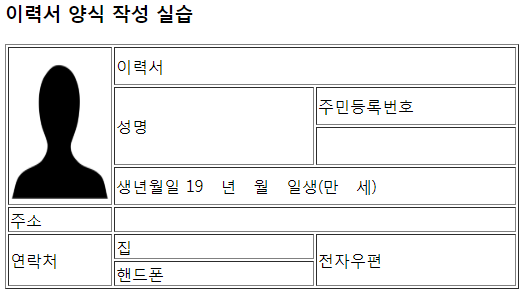 이력서 양식 작성 실습
이력서
성명
주민등록번호
생년월일 19 년 월 일생(만 세)
주소
연락처
집
전자우편
핸드폰